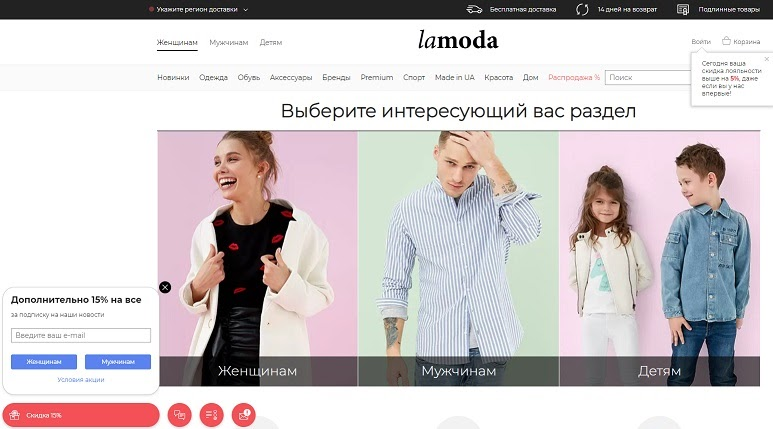 Укажите регион доставки
Бесплатная доставка
14 дней на возврат
Подлинные товары
Женщинам Мужчинам Детям
lamoda
Войти Корзина
Сегодня ваша
скидка лояльности
выше на 5%, даже
если вы у нас
впервые!
Новинки Одежда Обувь Аксессуары Бренды Premium Спорт Made in UA Красота Дом Распродажа %
Поиск
Выберите интересующий вас раздел
Женщинам
Мужчинам
Детям
Дополнительно 15% на все
за подписку на наши новости
Введите ваш e-mail
Женщинам Мужчинам
Условия акции
Скидка 15%